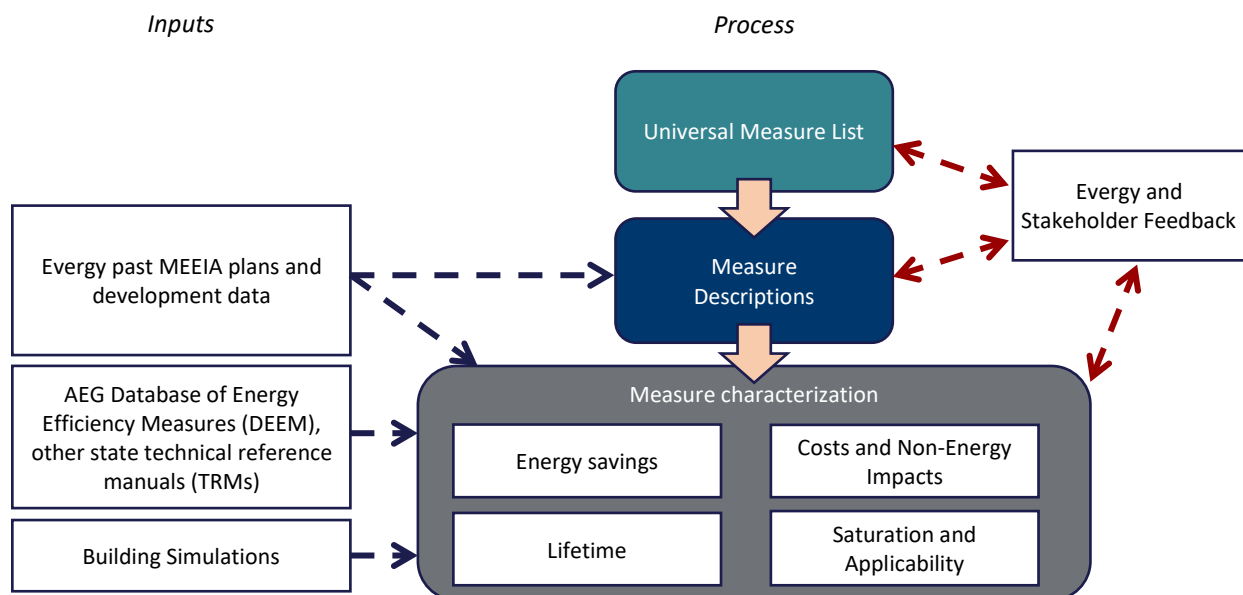 Inputs
Process
Universal Measure List
Evergy and
Stakeholder Feedback
Evergy past MEEIA plans and
development data
Measure
Descriptions
AEG Database of Energy
Efficiency Measures (DEEM),
other state technical reference
manuals (TRMs)
Building Simulations
Measure characterization
Energy savings
Costs and Non-Energy
Impacts
Lifetime
Saturation and
Applicability